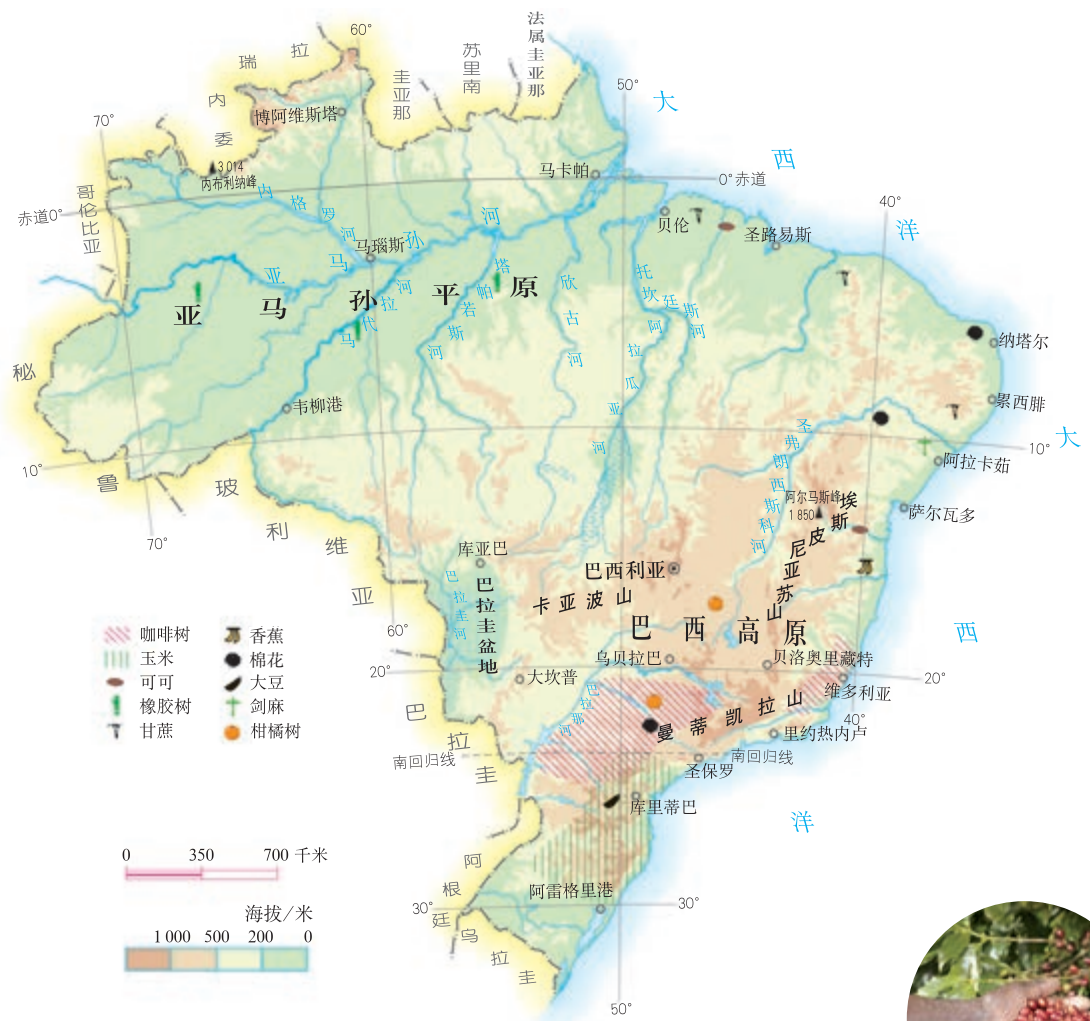 60°
法属圭亚那
苏里南
圭亚那
委内瑞拉
50°
大西洋
70°
博阿维斯塔
3 014
内布利纳峰
马卡帕
0°赤道
哥伦比亚
赤道0°
内格罗河
马瑙斯
亚马孙河
贝伦
圣路易斯
40°
亚马孙平原
马代拉河
塔帕若斯河
欣古河
托坎廷斯河
阿拉瓜亚河
纳塔尔
累西腓
秘鲁
韦柳港
10°
10°
大西洋
圣弗朗西斯科河
阿拉卡茹
阿尔马斯峰
1 850
萨尔瓦多
埃斯皮尼亚苏山
70°
玻利维亚
库亚巴
巴西利亚
卡亚波山
巴拉圭河
巴拉圭盆地
巴西高原
60°
20°
乌贝拉巴
贝洛奥里藏特
大坎普
维多利亚
20°
40°
巴拉那河
曼蒂凯拉山
里约热内卢
巴拉圭
南回归线
南回归线
圣保罗
库里蒂巴
阿根廷
阿雷格里港
30°
30°
乌拉圭
50°
咖啡树
玉米
可可
橡胶树
甘蔗
香蕉
棉花
大豆
剑麻
柑橘树
0 350 700 千米
海拔/米
1 000 500 200 0